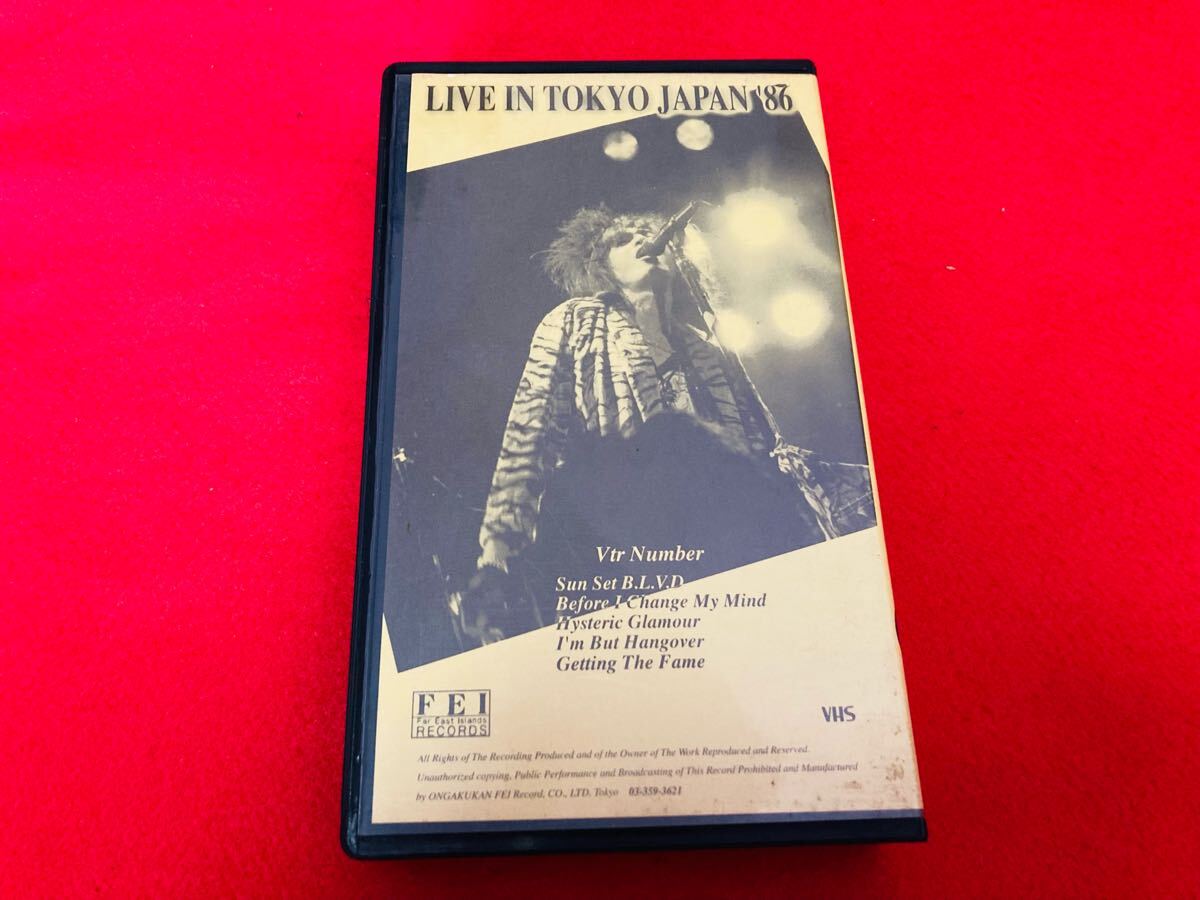 LIVE IN TOKYO JAPAN '86
Vtr Number
Sun Set B.L.V.D
Before I Change My Mind
Hysteric Glamour
I'm But Hangover
Getting The Fame
FEI
Far East Islands
RECORDS
VHS
All Rights of The Recording Produced and of the Owner of The Work Reproduced and Reserved.
Unauthorized copying, Public Performance and Broadcasting of This Record Prohibited and Manufactured
by ONGAKUKAN FEI Record, CO., LTD. Tokyo 03-359-3621